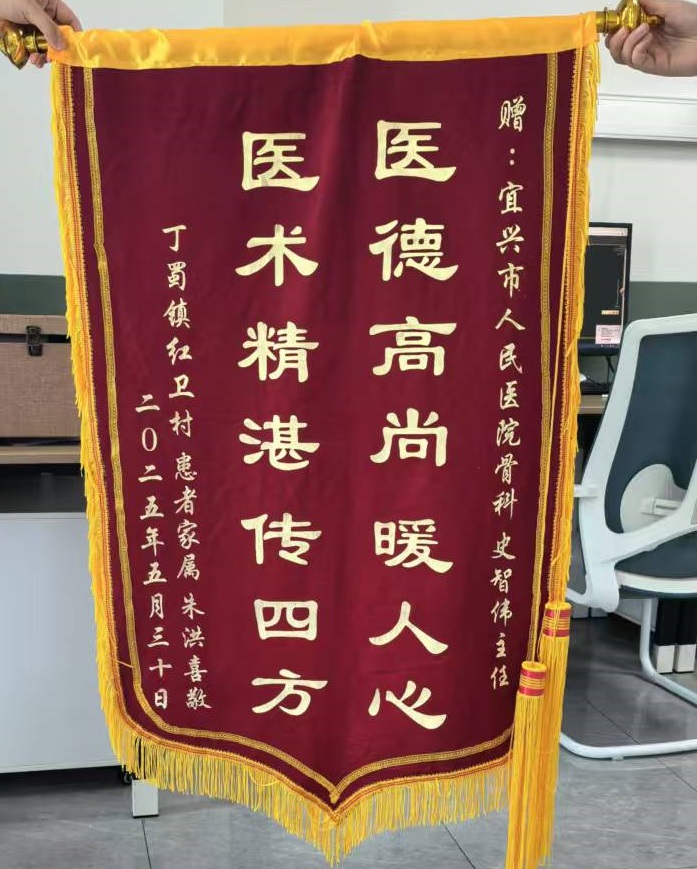 赠：宜兴市人民医院骨科 史智伟主任
医德高尚暖人心
医术精湛传四方
丁蜀镇红卫村 患者家属 朱洪喜敬
二0二五年五月三十日